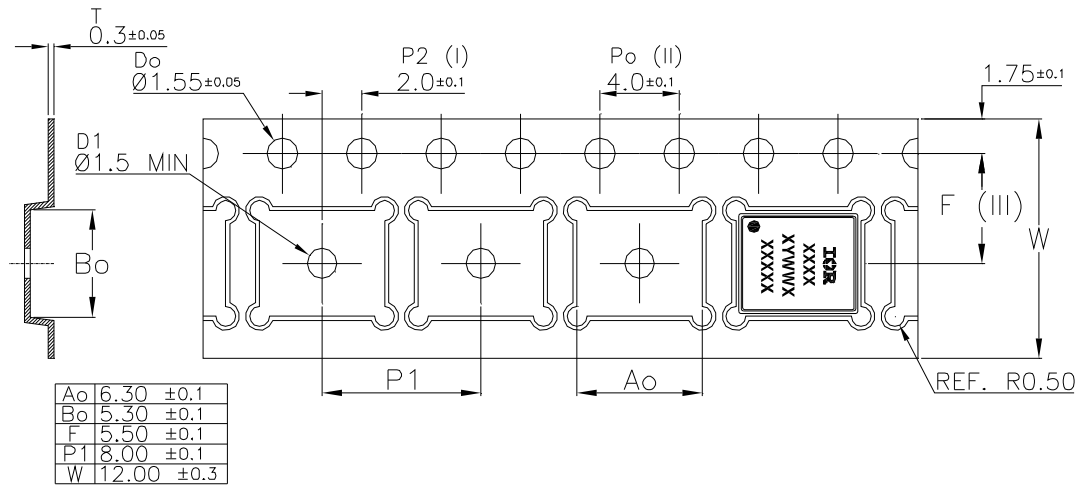 T
0.3±0.05
Do
Ø1.55±0.05
P2 (I)
2.0±0.1
Po (II)
4.0±0.1
1.75±0.1
D1
Ø1.5 MIN
F (III)
W
Bo
IOR
XXXX
XYWWX
XXXXX
P1
Ao
REF. R0.50
Ao 6.30 ±0.1
Bo 5.30 ±0.1
F 5.50 ±0.1
P1 8.00 ±0.1
W 12.00 ±0.3